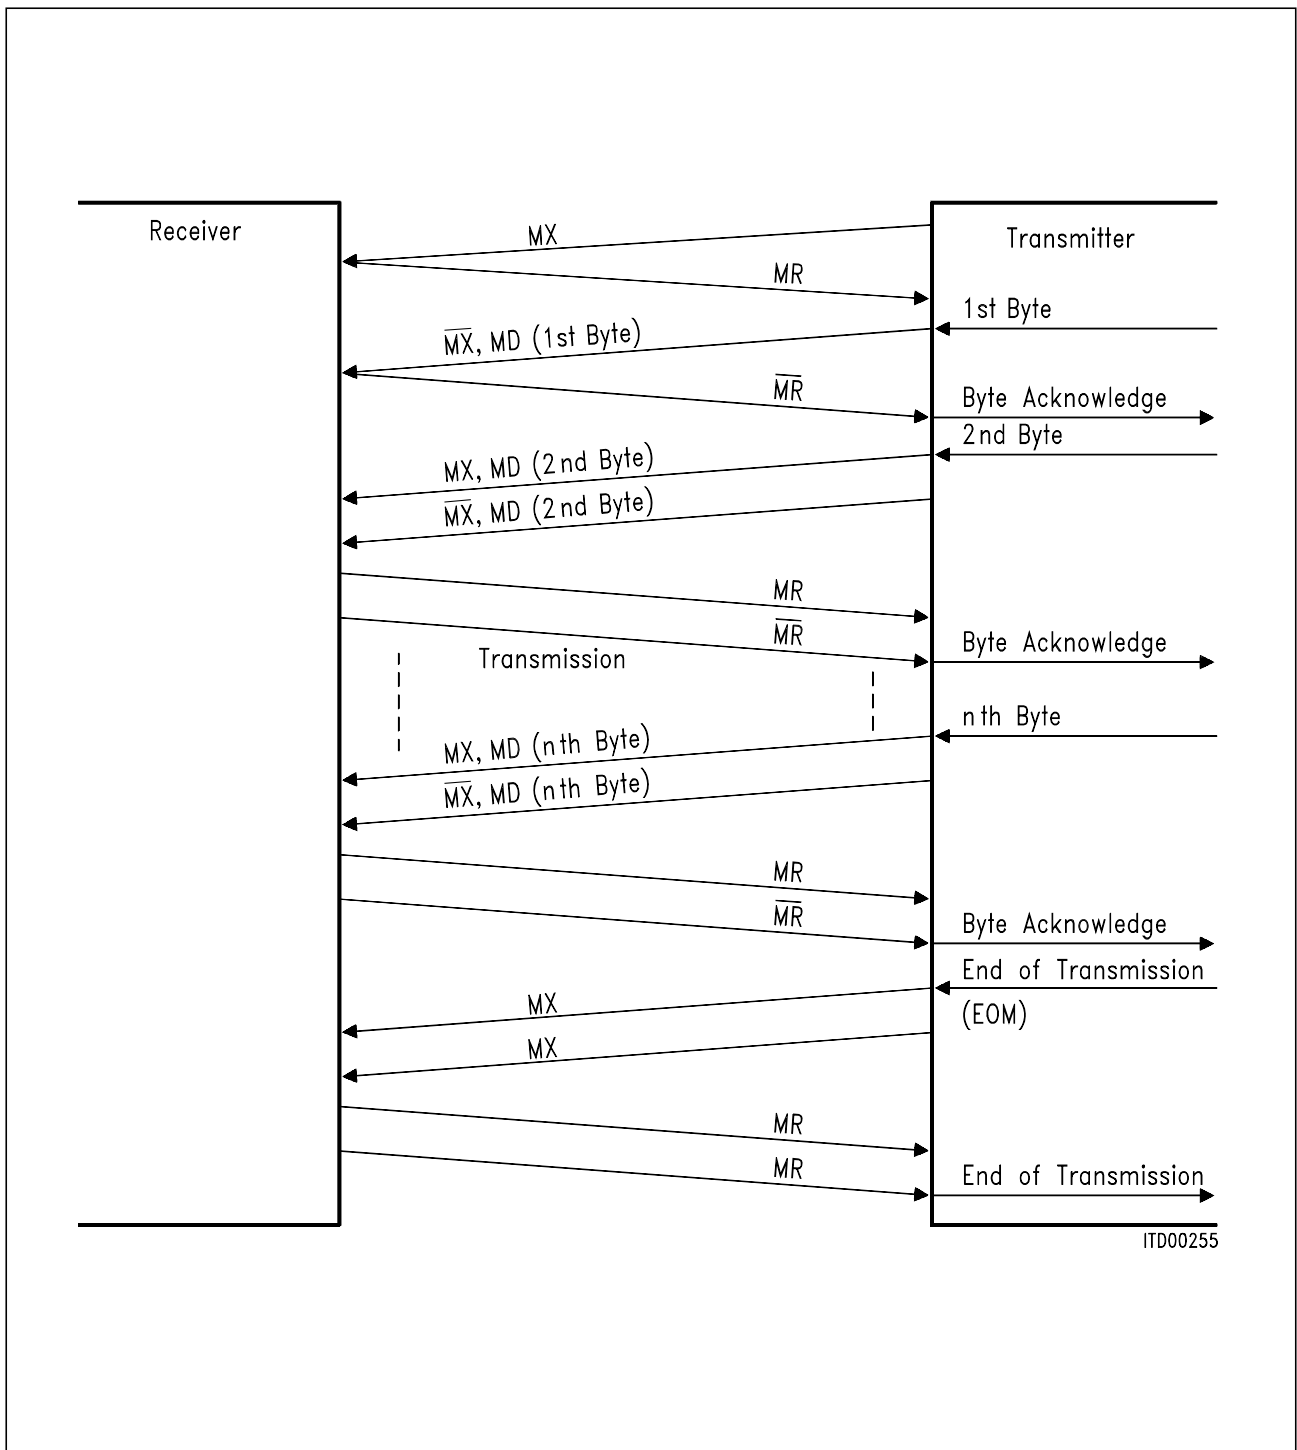 Receiver
Transmitter
MX
MR
1st Byte
M̅X̅, MD (1st Byte)
M̅R̅
Byte Acknowledge
2nd Byte
MX, MD (2nd Byte)
M̅X̅, MD (2nd Byte)
MR
M̅R̅
Byte Acknowledge
Transmission
nth Byte
MX, MD (nth Byte)
M̅X̅, MD (nth Byte)
MR
M̅R̅
Byte Acknowledge
End of Transmission
(EOM)
MX
MX
MR
MR
End of Transmission
ITD00255